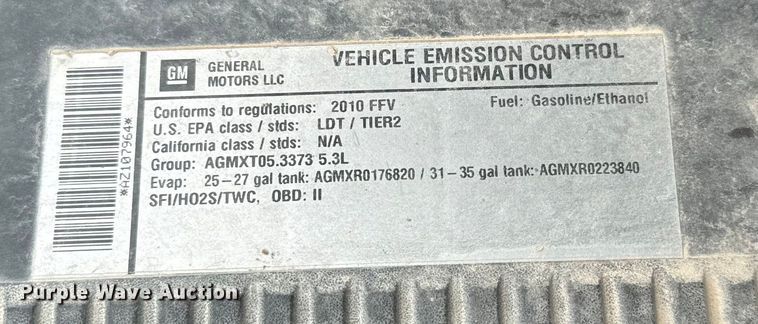 GM
GENERAL
MOTORS LLC
VEHICLE EMISSION CONTROL
INFORMATION
Conforms to regulations: 2010 FFV
Fuel: Gasoline/Ethanol
U.S. EPA class / stds: LDT / TIER2
California class / stds: N/A
Group: AGMXT05.3373 5.3L
Evap: 25-27 gal tank: AGMXR0176820 / 31-35 gal tank: AGMXR0223840
SFI/HO2S/TWC, OBD: II
*AZ107964*
Purple Wave Auction